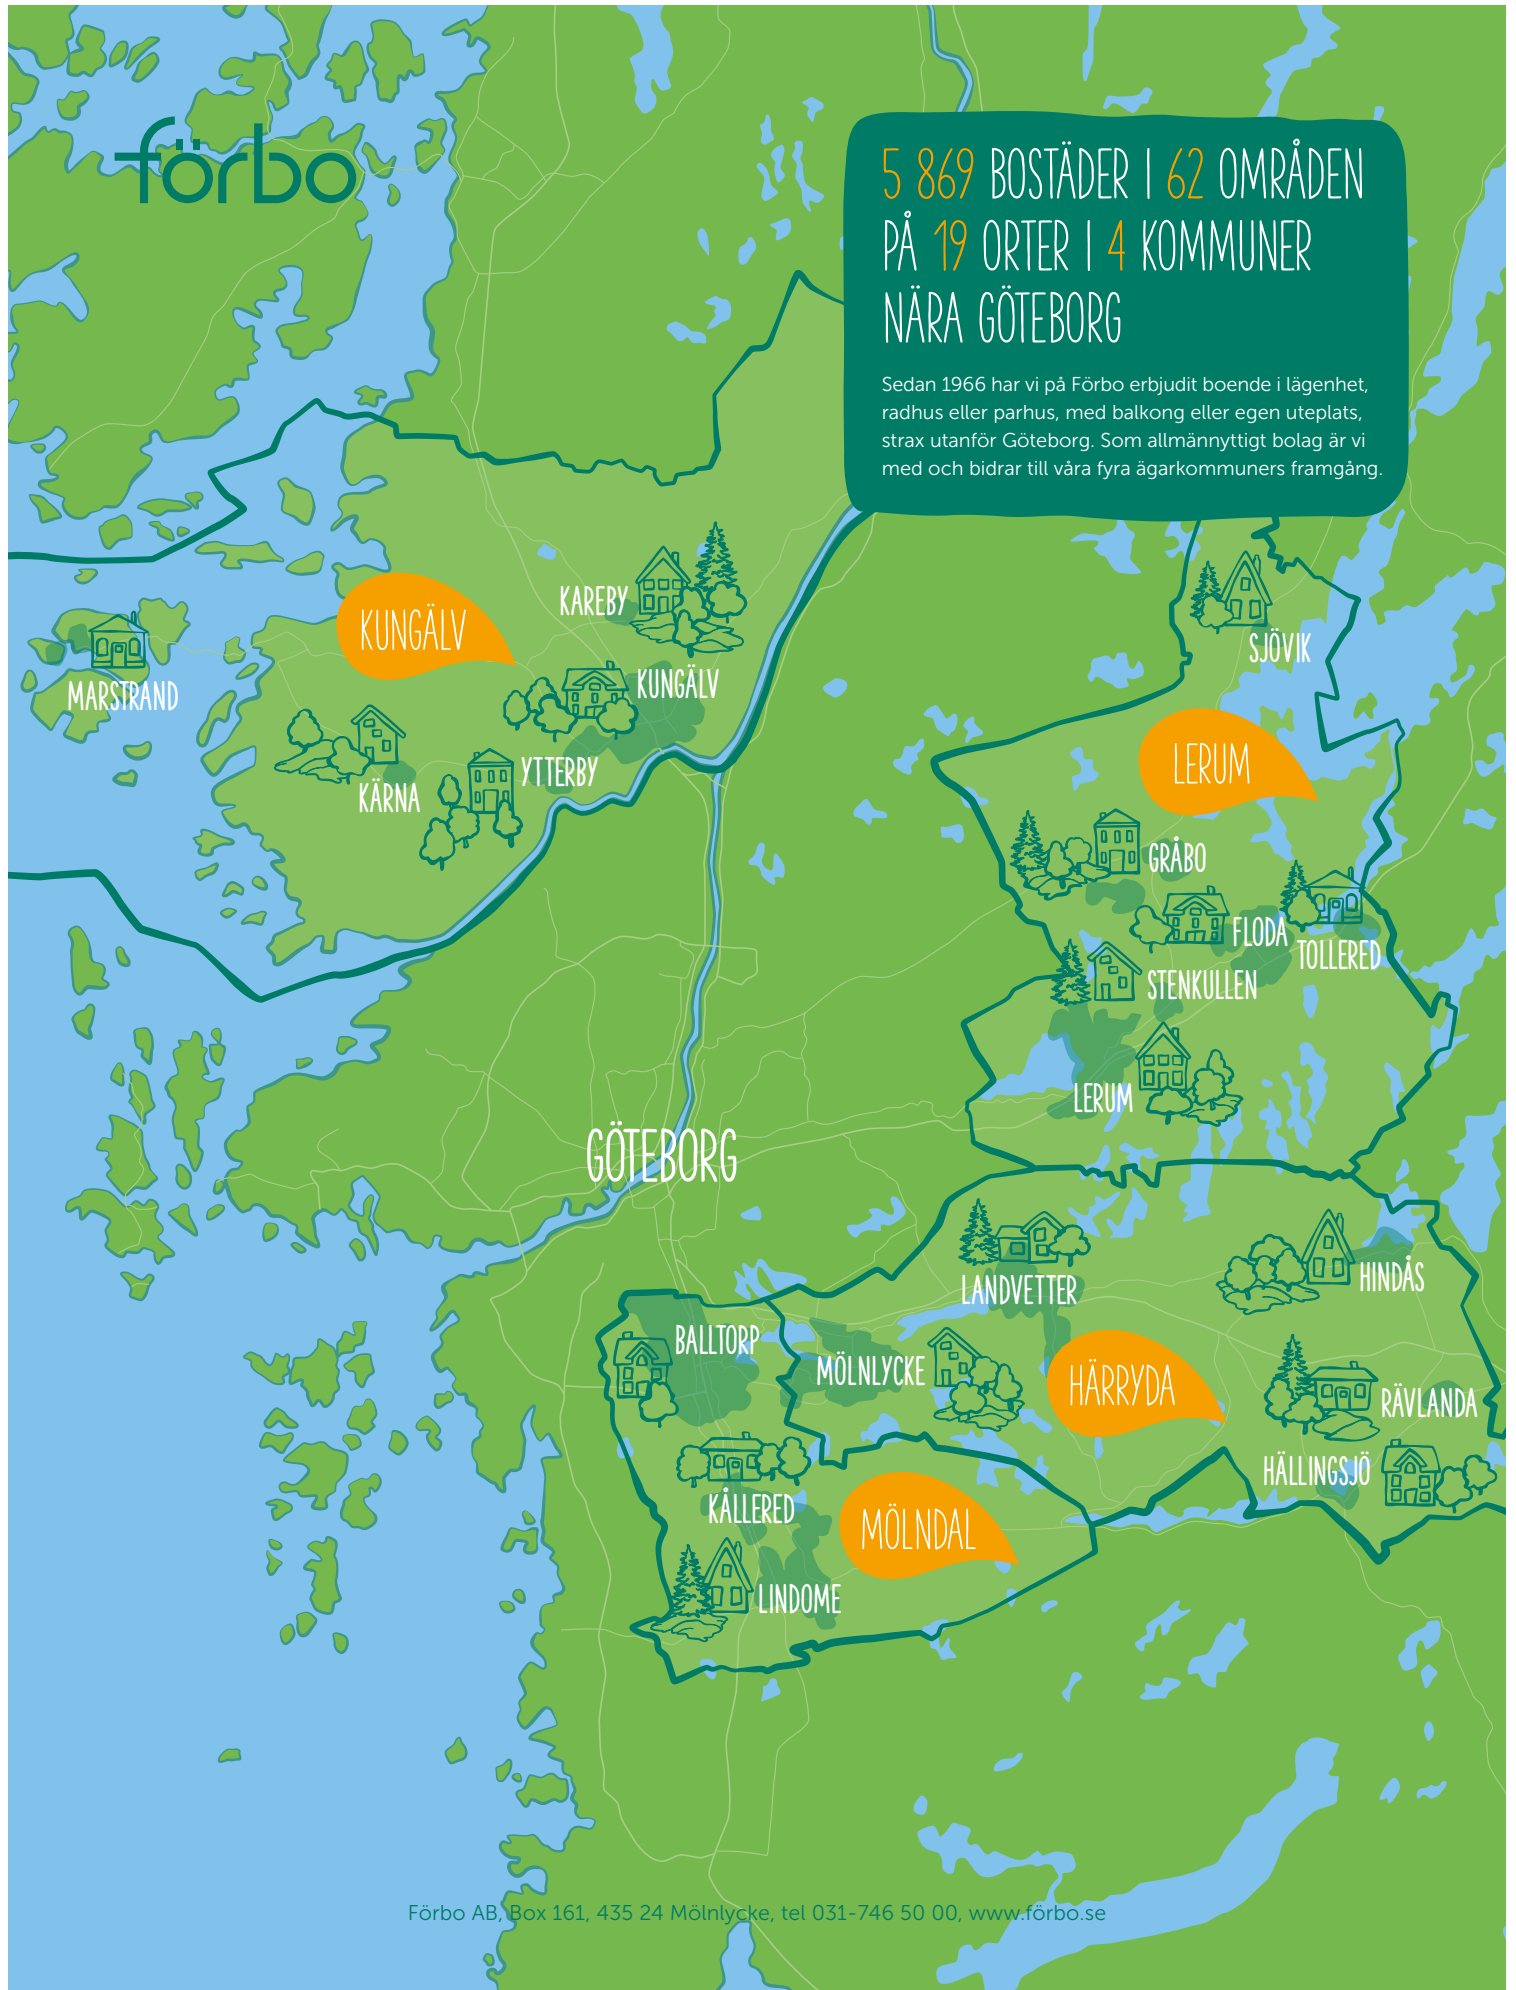 förbo
5 869 BOSTÄDER I 62 OMRÅDEN
PÅ 19 ORTER I 4 KOMMUNER
NÄRA GÖTEBORG
Sedan 1966 har vi på Förbo erbjudit boende i lägenhet,
radhus eller parhus, med balkong eller egen uteplats,
strax utanför Göteborg. Som allmännyttigt bolag är vi
med och bidrar till våra fyra ägarkommuners framgång.
KAREBY
KUNGÄLV
SJÖVIK
MARSTRAND
KUNGÄLV
LERUM
YTTERBY
KÄRNA
GRÅBO
FLODA
TOLLERED
STENKULLEN
LERUM
GÖTEBORG
LANDVETTER
HINDÅS
BALLTORP
MÖLNLYCKE
HÄRRYDA
RÄVLANDA
HÄLLINGSJÖ
KÅLLERED
MÖLNDAL
LINDOME
Förbo AB, Box 161, 435 24 Mölnlycke, tel 031-746 50 00, www.förbo.se